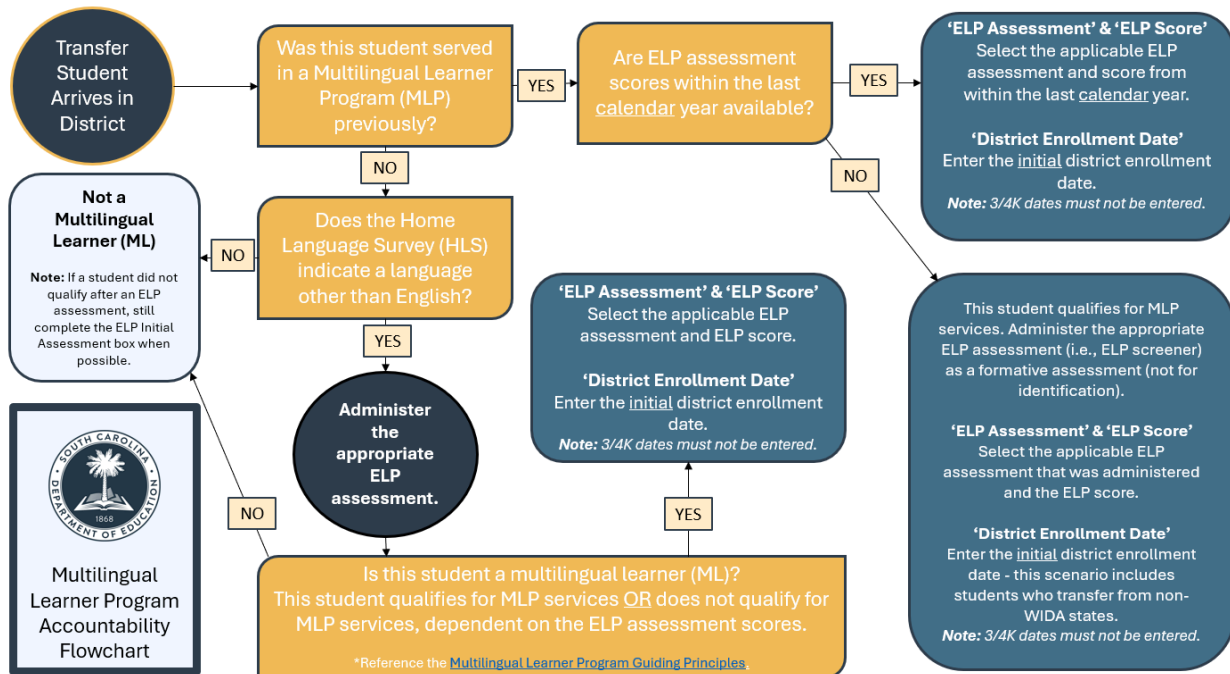 Transfer
Student
Arrives in
District
Was this student served
in a Multilingual Learner
Program (MLP)
previously?
YES
Are ELP assessment
scores within the last
calendar year available?
YES
‘ELP Assessment’ & ‘ELP Score’
Select the applicable ELP
assessment and score from
within the last calendar year.
‘District Enrollment Date’
Enter the initial district enrollment
date.
Note: 3/4K dates must not be entered.
NO
NO
Not a
Multilingual
Learner (ML)
Note: If a student did not
qualify after an ELP
assessment, still
complete the ELP Initial
Assessment box when
possible.
NO
Does the Home
Language Survey (HLS)
indicate a language
other than English?
YES
‘ELP Assessment’ & ‘ELP Score’
Select the applicable ELP
assessment and ELP score.
‘District Enrollment Date’
Enter the initial district enrollment
date.
Note: 3/4K dates must not be entered.
This student qualifies for MLP
services. Administer the appropriate
ELP assessment (i.e., ELP screener)
as a formative assessment (not for
identification).
‘ELP Assessment’ & ‘ELP Score’
Select the applicable ELP
assessment that was administered
and the ELP score.
‘District Enrollment Date’
Enter the initial district enrollment
date - this scenario includes
students who transfer from non-
WIDA states.
Note: 3/4K dates must not be entered.
Administer
the
appropriate
ELP
assessment.
NO
YES
Is this student a multilingual learner (ML)?
This student qualifies for MLP services OR does not qualify for
MLP services, dependent on the ELP assessment scores.
*Reference the Multilingual Learner Program Guiding Principles.
SOUTH CAROLINA
DEPARTMENT OF EDUCATION
1868
Multilingual
Learner Program
Accountability
Flowchart